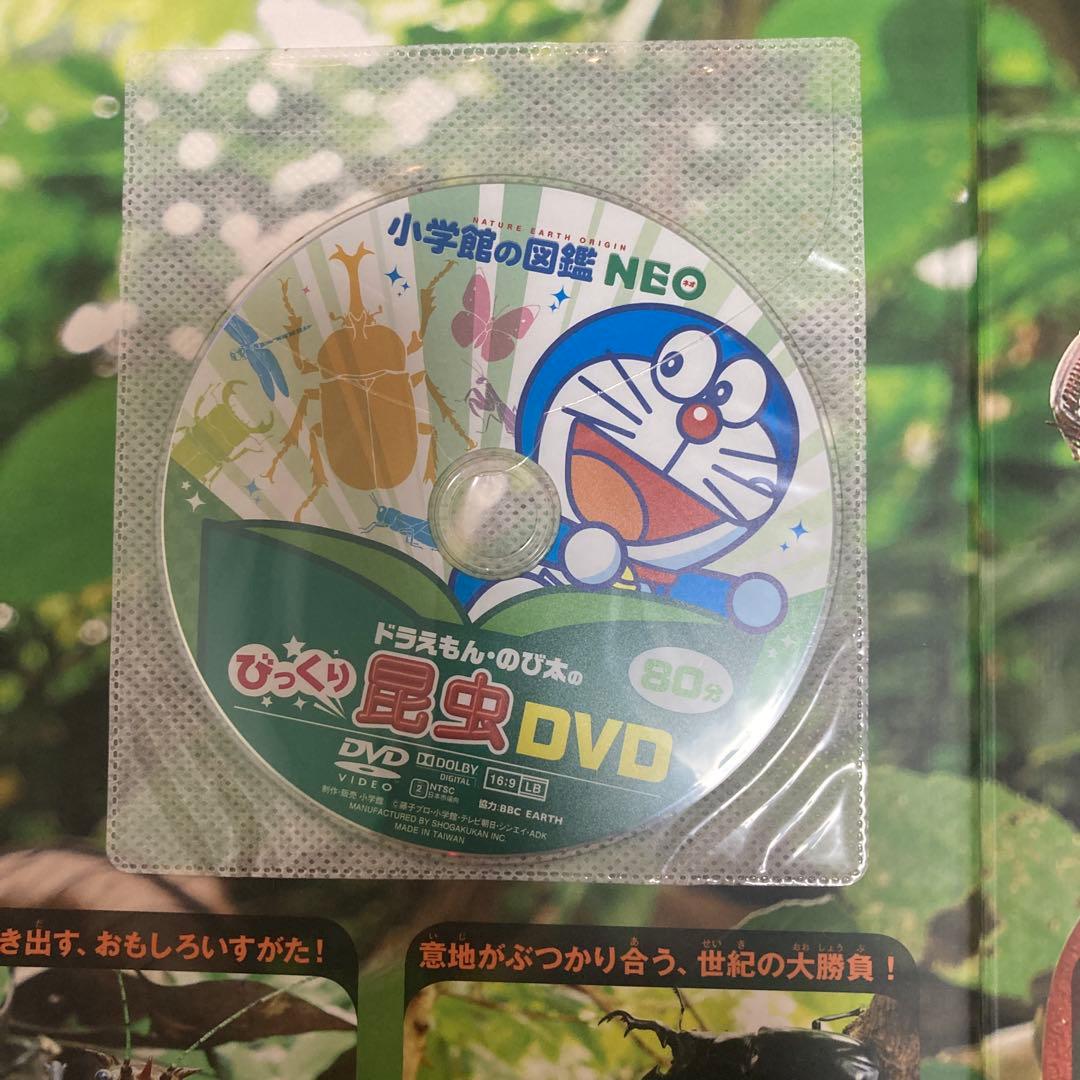 NATURE EARTH ORIGIN
小学館の図鑑 NEO
ネオ
ドラえもん・のび太の
びっくり 昆虫 DVD
80分
DVD VIDEO
DOLBY DIGITAL
16:9 LB
2 NTSC 日本市場向
協力:BBC EARTH
制作・販売 小学館 ©藤子プロ・小学館・テレビ朝日・シンエイ・ADK
MANUFACTURED BY SHOGAKUKAN INC.
MADE IN TAIWAN
き出す、おもしろいすがた!
意地がぶつかり合う、世紀の大勝負!